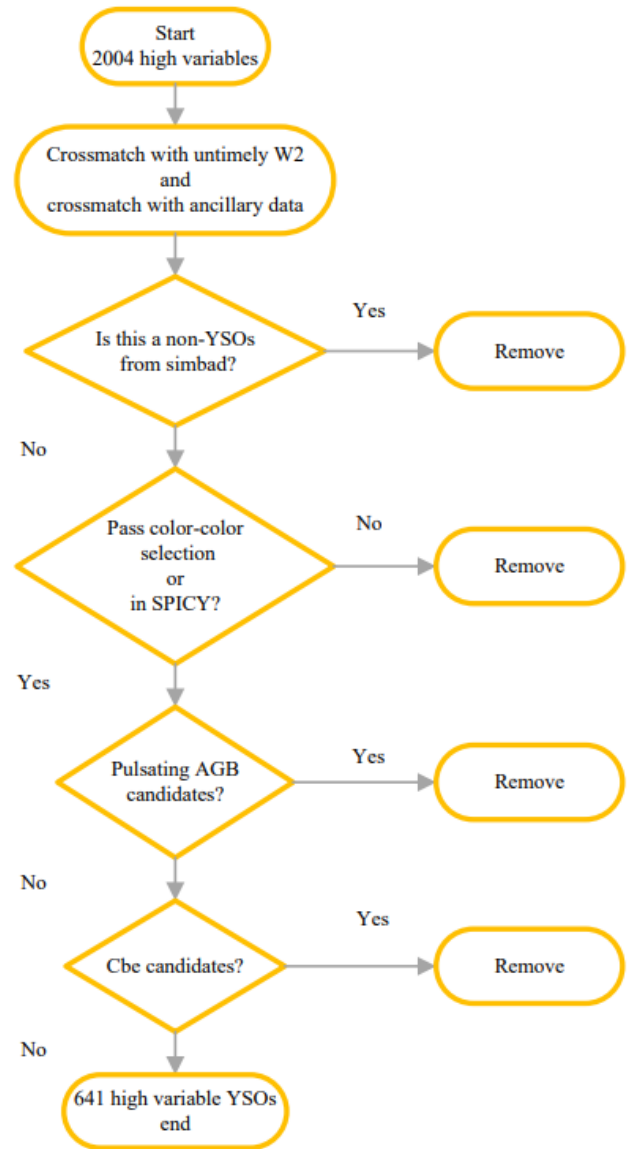 Start
2004 high variables
Crossmatch with untimely W2
and
crossmatch with ancillary data
Is this a non-YSOs
from simbad?
Yes
Remove
No
Pass color-color
selection
or
in SPICY?
No
Remove
Yes
Pulsating AGB
candidates?
Yes
Remove
No
Cbe candidates?
Yes
Remove
No
641 high variable YSOs
end